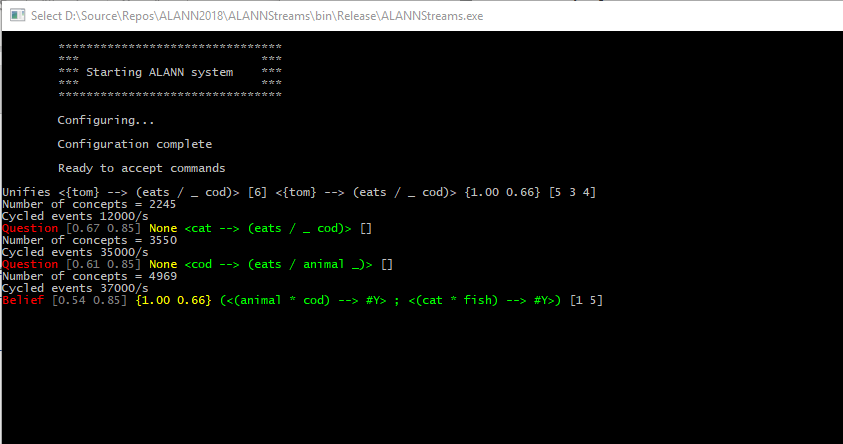 Select D:\Source\Repos\ALANN2018\ALANNStreams\bin\Release\ALANNStreams.exe
********************************
***                          ***
*** Starting ALANN system    ***
***                          ***
********************************
Configuring...
Configuration complete
Ready to accept commands
Unifies <{tom} --> (eats / _ cod)> [6] <{tom} --> (eats / _ cod)> {1.00 0.66} [5 3 4]
Number of concepts = 2245
Cycled events 12000/s
Question [0.67 0.85] None <cat --> (eats / _ cod)> []
Number of concepts = 3550
Cycled events 35000/s
Question [0.61 0.85] None <cod --> (eats / animal _)> []
Number of concepts = 4969
Cycled events 37000/s
Belief [0.54 0.85] {1.00 0.66} (<(animal * cod) --> #Y> ; <(cat * fish) --> #Y>) [1 5]